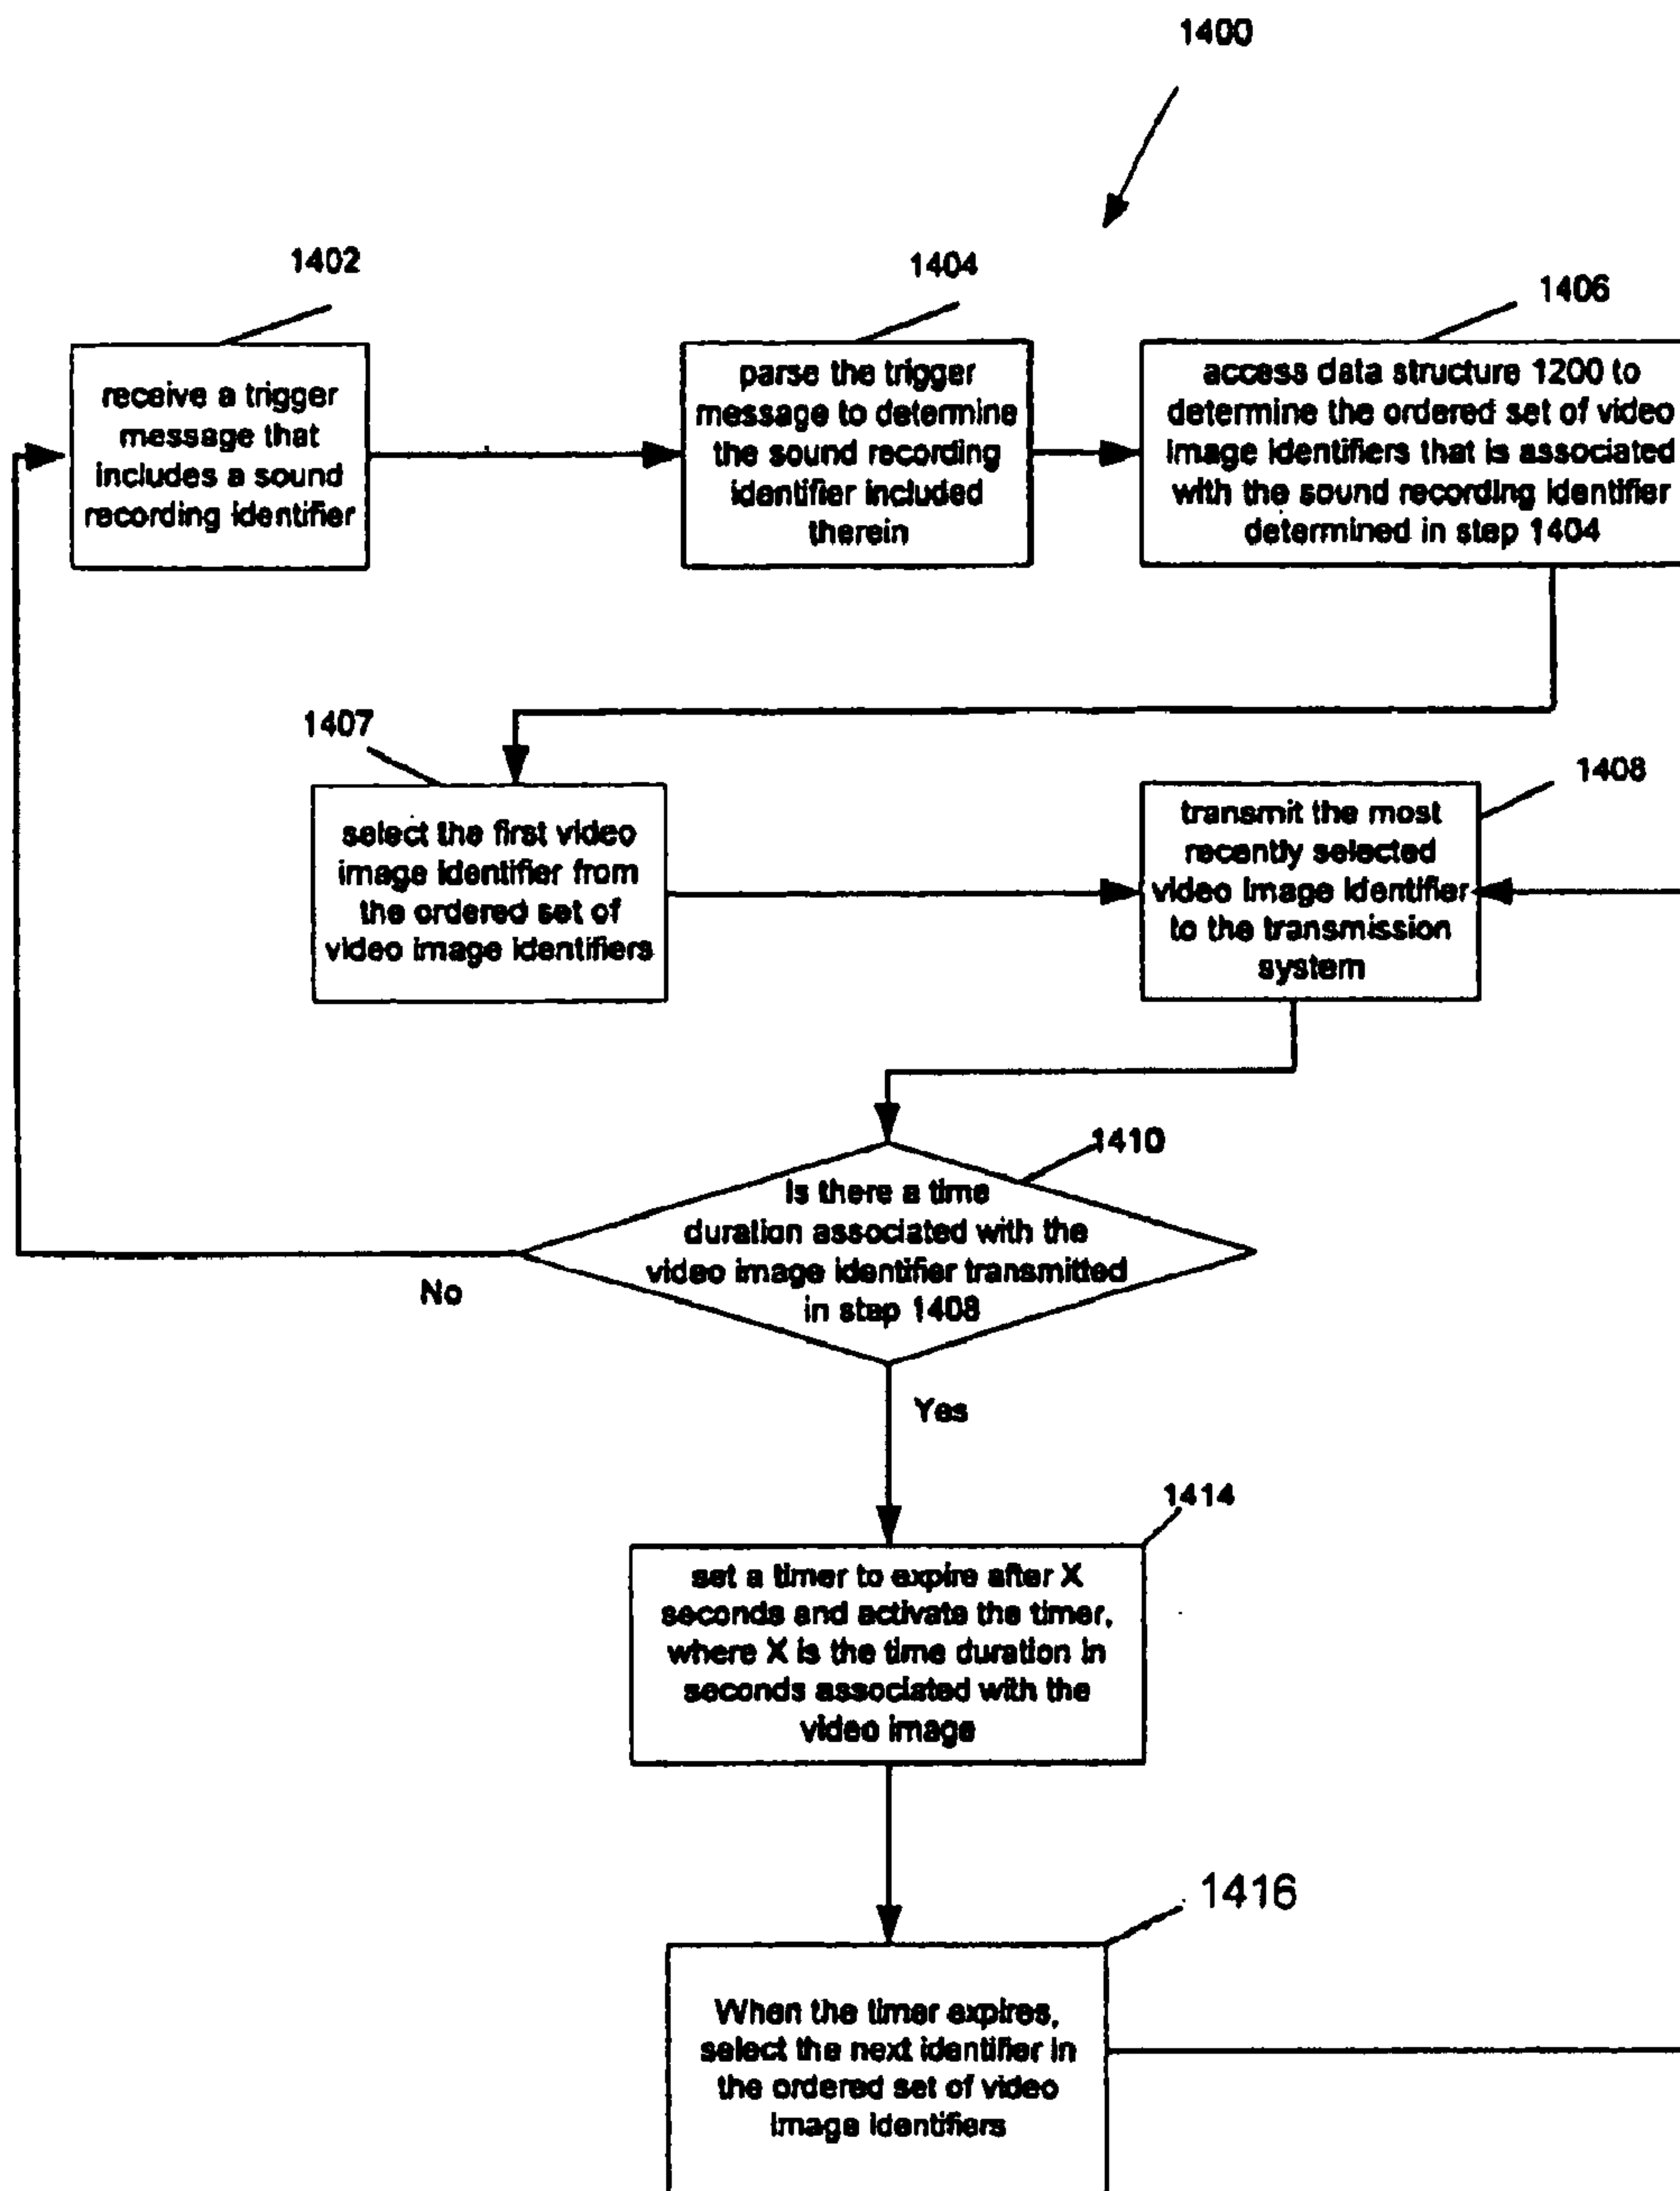 1400
1402
receive a trigger
message that
includes a sound
recording identifier
1404
parse the trigger
message to determine
the sound recording
identifier included
therein
1406
access data structure 1200 to
determine the ordered set of video
image identifiers that is associated
with the sound recording identifier
determined in step 1404
1407
select the first video
image identifier from
the ordered set of
video image identifiers
1408
transmit the most
recently selected
video image identifier
to the transmission
system
1410
Is there a time
duration associated with the
video image identifier transmitted
in step 1408
No
Yes
1414
set a timer to expire after X
seconds and activate the timer,
where X is the time duration in
seconds associated with the
video image
1416
When the timer expires,
select the next identifier in
the ordered set of video
image identifiers